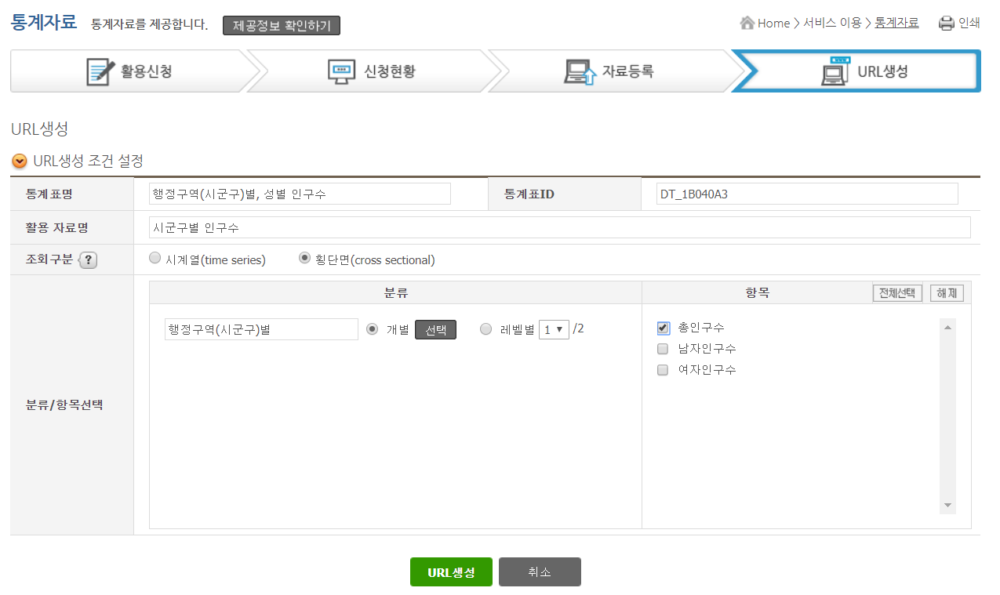 통계자료 통계자료를 제공합니다. 제공정보 확인하기 Home > 서비스 이용 > 통계자료 인쇄
활용신청 신청현황 자료등록 URL생성
URL생성
URL생성 조건 설정
통계표명 행정구역(시군구)별, 성별 인구수 통계표ID DT_1B040A3
활용 자료명 시군구별 인구수
조회구분 ? 시계열(time series) 횡단면(cross sectional)
분류 항목 전체선택 해제
행정구역(시군구)별 개별 선택 레벨별 1 /2 총인구수
남자인구수
여자인구수
분류/항목선택
URL생성 취소